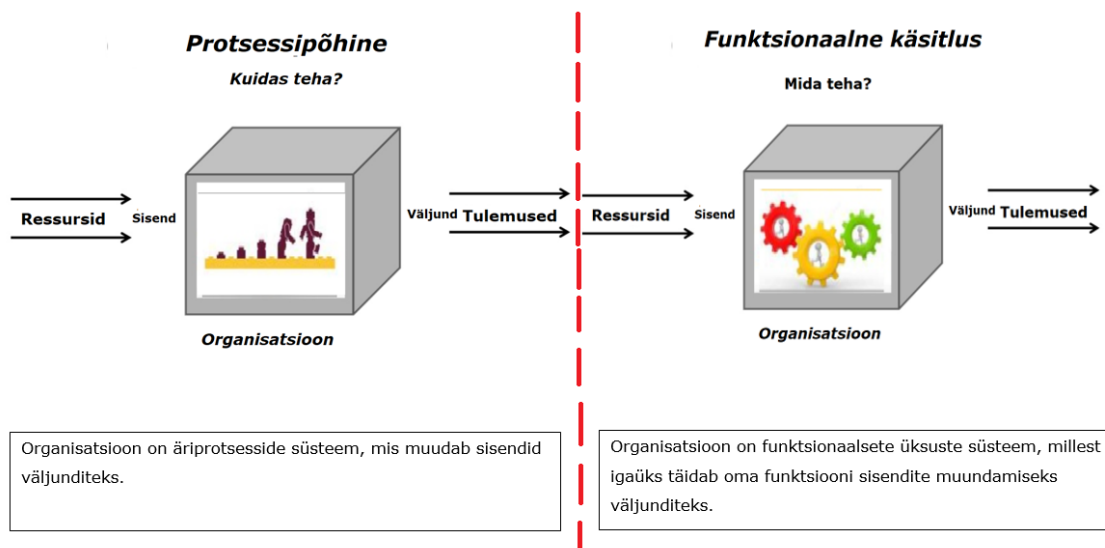 Protsessipõhine
Kuidas teha?
Ressursid
Sisend
Väljund
Tulemused
Organisatsioon
Organisatsioon on äriprotsesside süsteem, mis muudab sisendid
väljunditeks.
Funktsionaalne käsitlus
Mida teha?
Ressursid
Sisend
Väljund
Tulemused
Organisatsioon
Organisatsioon on funktsionaalsete üksuste süsteem, millest
igaüks täidab oma funktsiooni sisendite muundamiseks
väljunditeks.